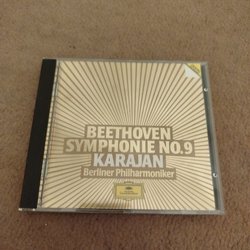 BEETHOVEN
SYMPHONIE NO.9
KARAJAN
Berliner Philharmoniker